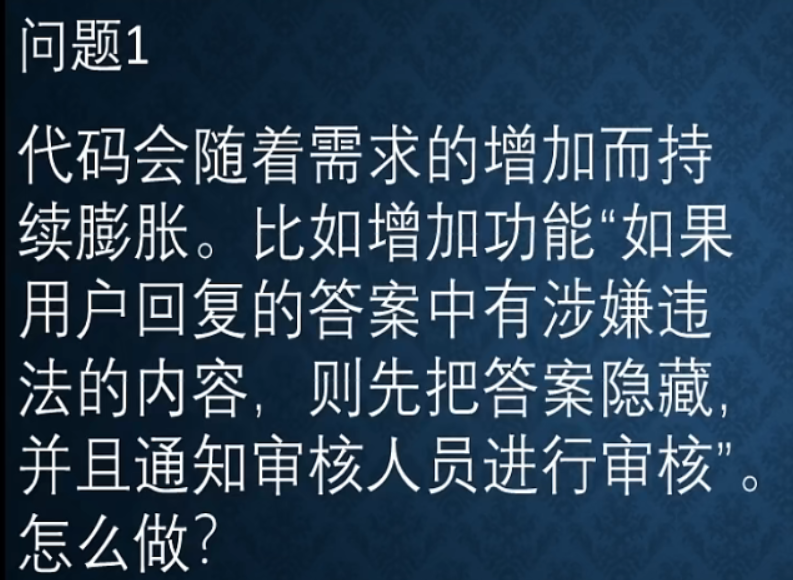 问题1
代码会随着需求的增加而持
续膨胀。比如增加功能“如果
用户回复的答案中有涉嫌违
法的内容，则先把答案隐藏，
并且通知审核人员进行审核”。
怎么做？